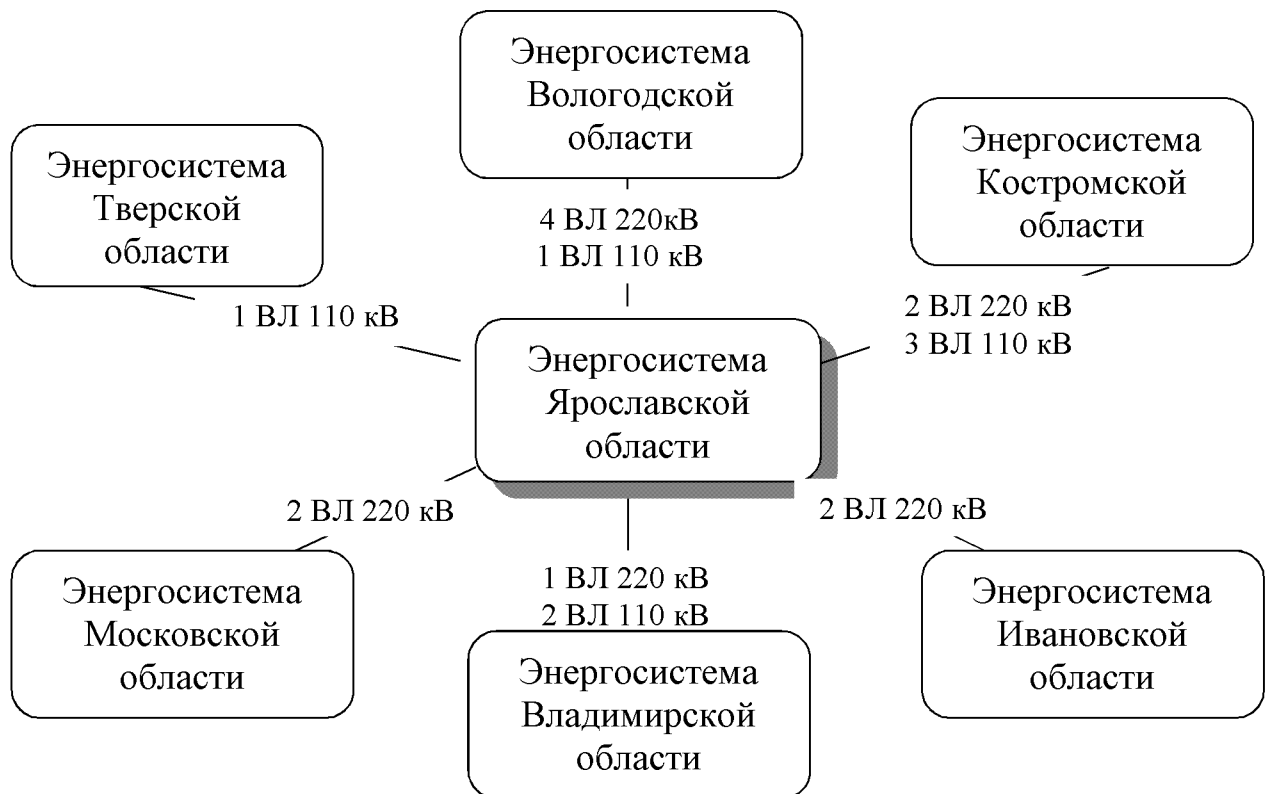 Энергосистема
Вологодской
области
Энергосистема
Тверской
области
Энергосистема
Костромской
области
4 ВЛ 220кВ
1 ВЛ 110 кВ
1 ВЛ 110 кВ
2 ВЛ 220 кВ
3 ВЛ 110 кВ
Энергосистема
Ярославской
области
2 ВЛ 220 кВ
2 ВЛ 220 кВ
1 ВЛ 220 кВ
2 ВЛ 110 кВ
Энергосистема
Московской
области
Энергосистема
Владимирской
области
Энергосистема
Ивановской
области